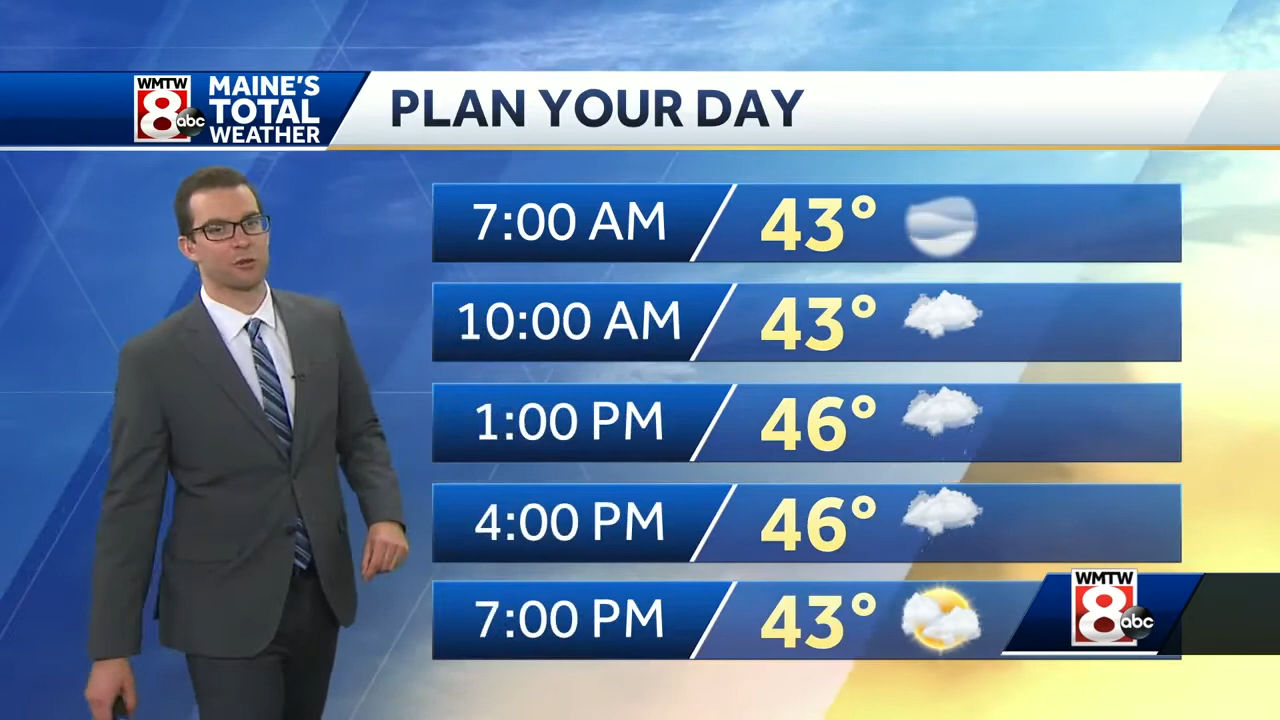 WMTW
8
abc
MAINE'S
TOTAL
WEATHER
PLAN YOUR DAY
7:00 AM 43°
10:00 AM 43°
1:00 PM 46°
4:00 PM 46°
7:00 PM 43°
WMTW
8
abc